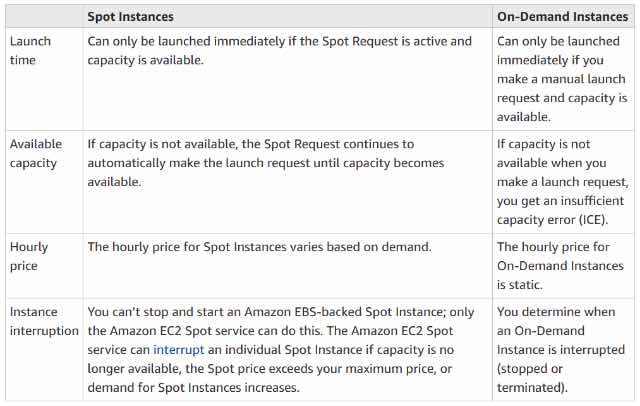 Spot Instances
On-Demand Instances
Launch
time
Can only be launched immediately if the Spot Request is active and
capacity is available.
Can only be launched
immediately if you
make a manual launch
request and capacity is
available.
Available
capacity
If capacity is not available, the Spot Request continues to
automatically make the launch request until capacity becomes
available.
If capacity is not
available when you
make a launch request,
you get an insufficient
capacity error (ICE).
Hourly
price
The hourly price for Spot Instances varies based on demand.
The hourly price for
On-Demand Instances
is static.
Instance
interruption
You can't stop and start an Amazon EBS-backed Spot Instance; only
the Amazon EC2 Spot service can do this. The Amazon EC2 Spot
service can interrupt an individual Spot Instance if capacity is no
longer available, the Spot price exceeds your maximum price, or
demand for Spot Instances increases.
You determine when
an On-Demand
Instance is interrupted
(stopped or
terminated).